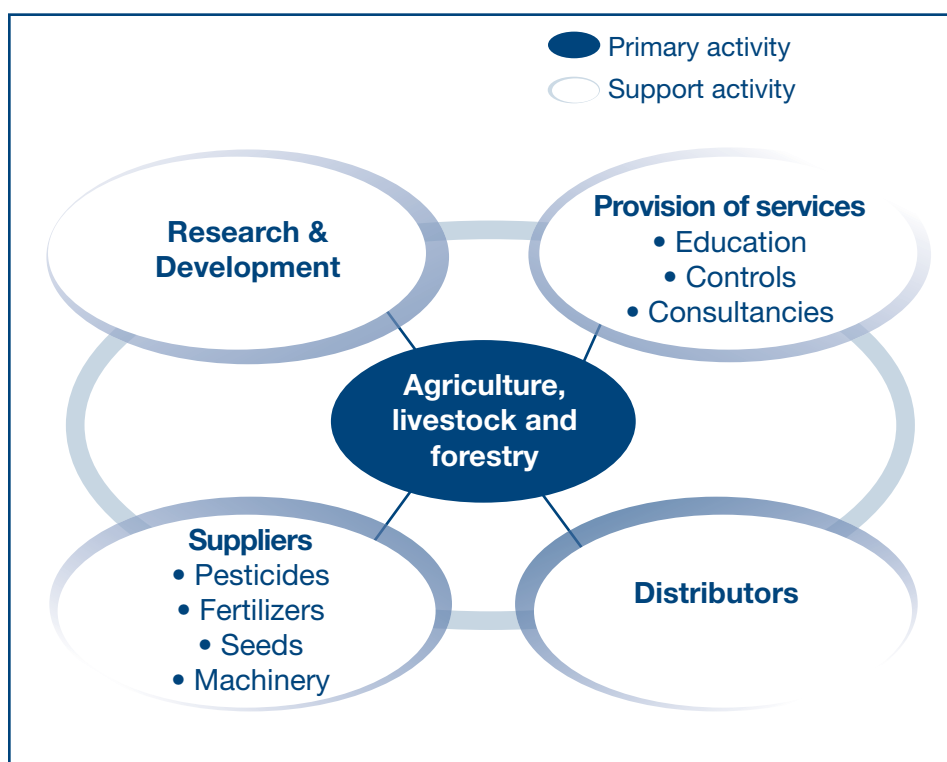 Primary activity
Support activity
Research &
Development
Provision of services
• Education
• Controls
• Consultancies
Agriculture,
livestock and
forestry
Suppliers
• Pesticides
• Fertilizers
• Seeds
• Machinery
Distributors